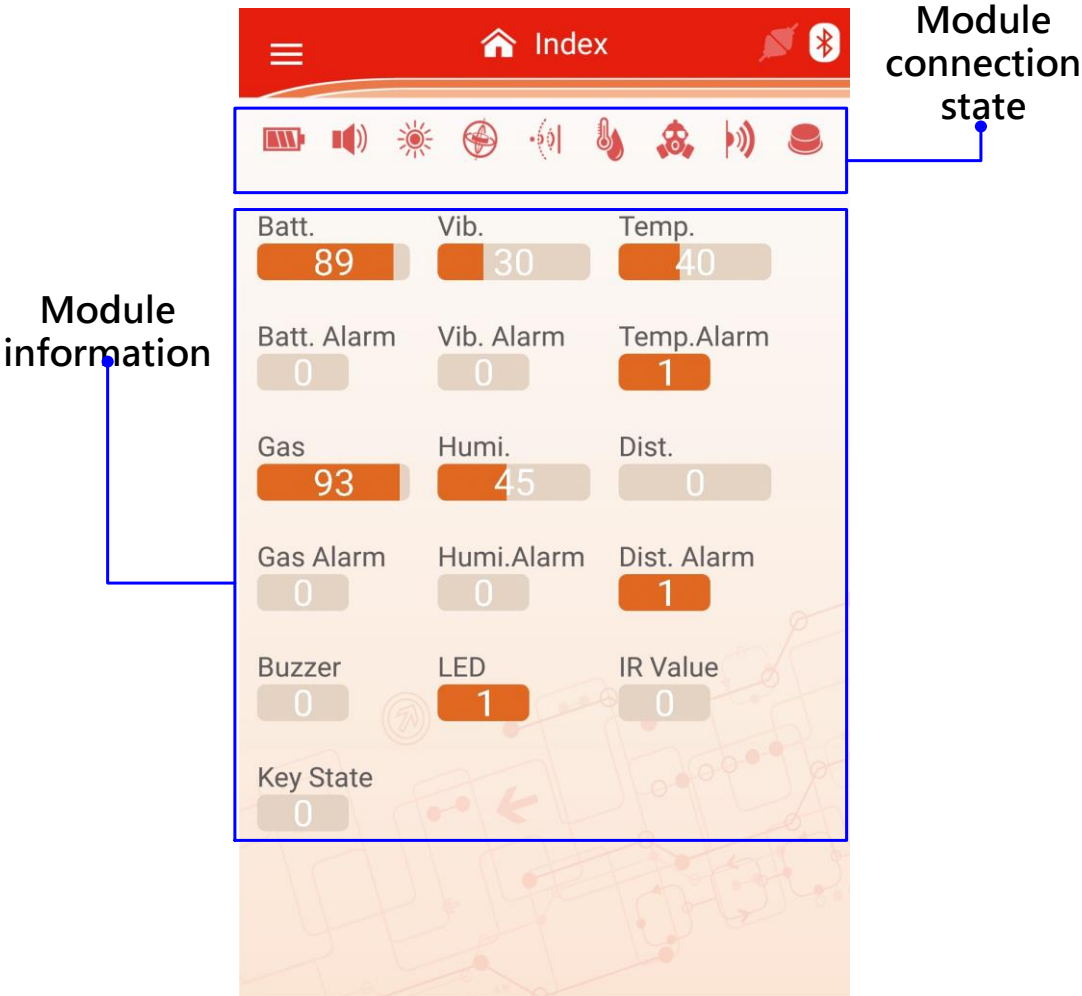 Index
Module
connection
state
Module
information
Batt. Vib. Temp.
89 30 40
Batt. Alarm Vib. Alarm Temp.Alarm
0 0 1
Gas Humi. Dist.
93 45 0
Gas Alarm Humi.Alarm Dist. Alarm
0 0 1
Buzzer LED IR Value
0 1 0
Key State
0